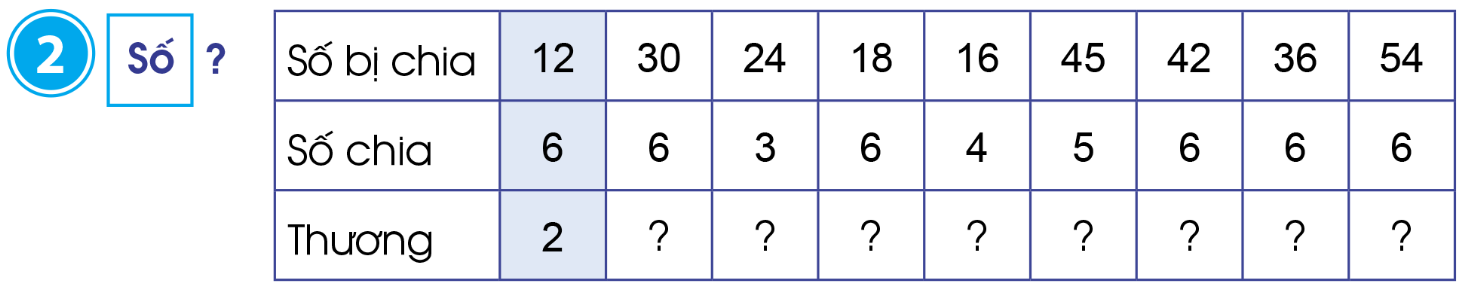 2 Số ?
Số bị chia 12 30 24 18 16 45 42 36 54
Số chia 6 6 3 6 4 5 6 6 6
Thương 2 ? ? ? ? ? ? ? ?